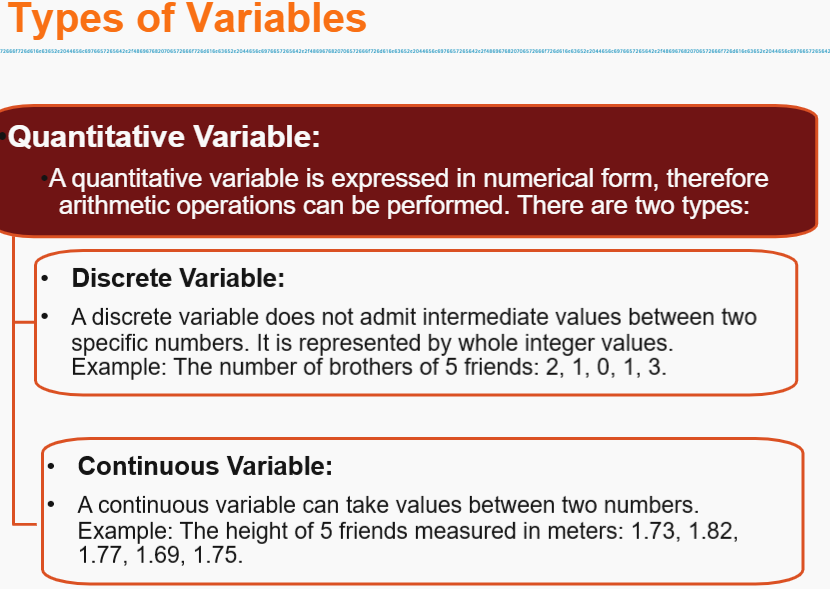 Types of Variables
•Quantitative Variable:
•A quantitative variable is expressed in numerical form, therefore
arithmetic operations can be performed. There are two types:
• Discrete Variable:
• A discrete variable does not admit intermediate values between two
specific numbers. It is represented by whole integer values.
Example: The number of brothers of 5 friends: 2, 1, 0, 1, 3.
• Continuous Variable:
• A continuous variable can take values between two numbers.
Example: The height of 5 friends measured in meters: 1.73, 1.82,
1.77, 1.69, 1.75.